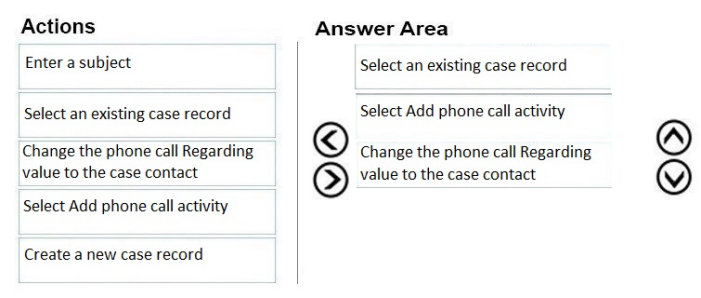 Actions
Enter a subject
Select an existing case record
Change the phone call Regarding
value to the case contact
Select Add phone call activity
Create a new case record
Answer Area
Select an existing case record
Select Add phone call activity
Change the phone call Regarding
value to the case contact